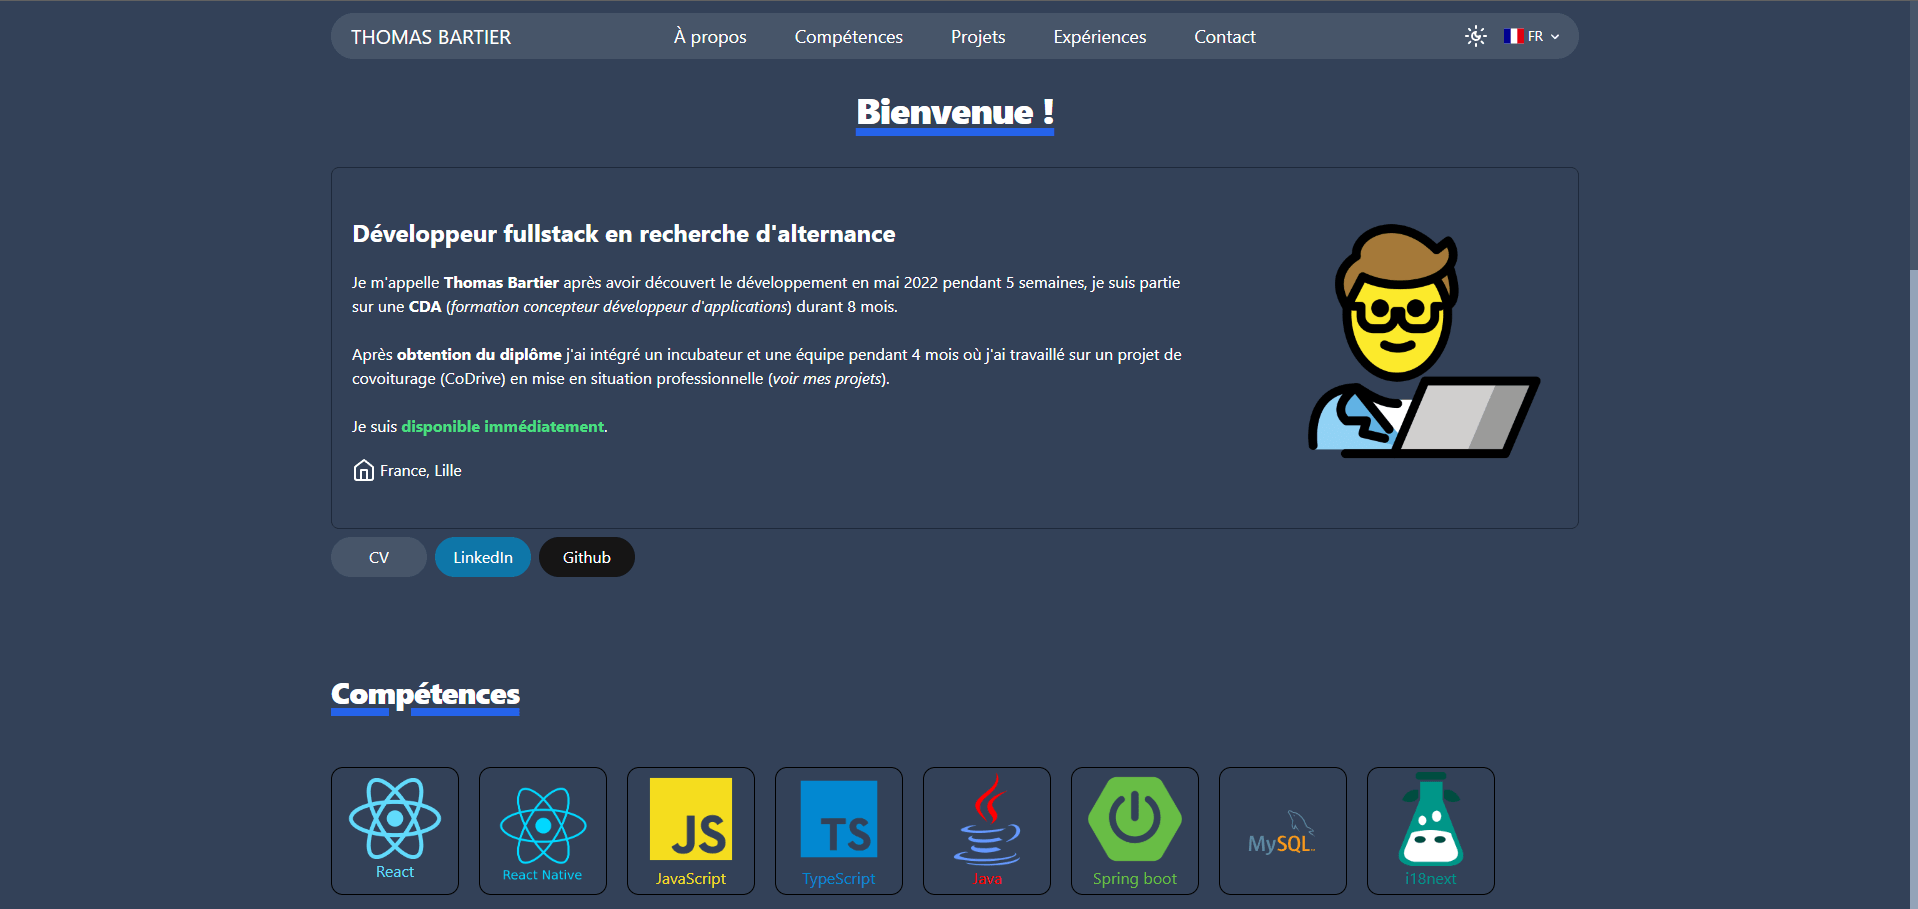 THOMAS BARTIER À propos Compétences Projets Expériences Contact FR
Bienvenue !
Développeur fullstack en recherche d'alternance
Je m'appelle Thomas Bartier après avoir découvert le développement en mai 2022 pendant 5 semaines, je suis partie
sur une CDA (formation concepteur développeur d'applications) durant 8 mois.
Après obtention du diplôme j'ai intégré un incubateur et une équipe pendant 4 mois où j'ai travaillé sur un projet de
covoiturage (CoDrive) en mise en situation professionnelle (voir mes projets).
Je suis disponible immédiatement.
France, Lille
CV LinkedIn Github
Compétences
JS TS MySQL
React React Native JavaScript TypeScript Java Spring boot i18next